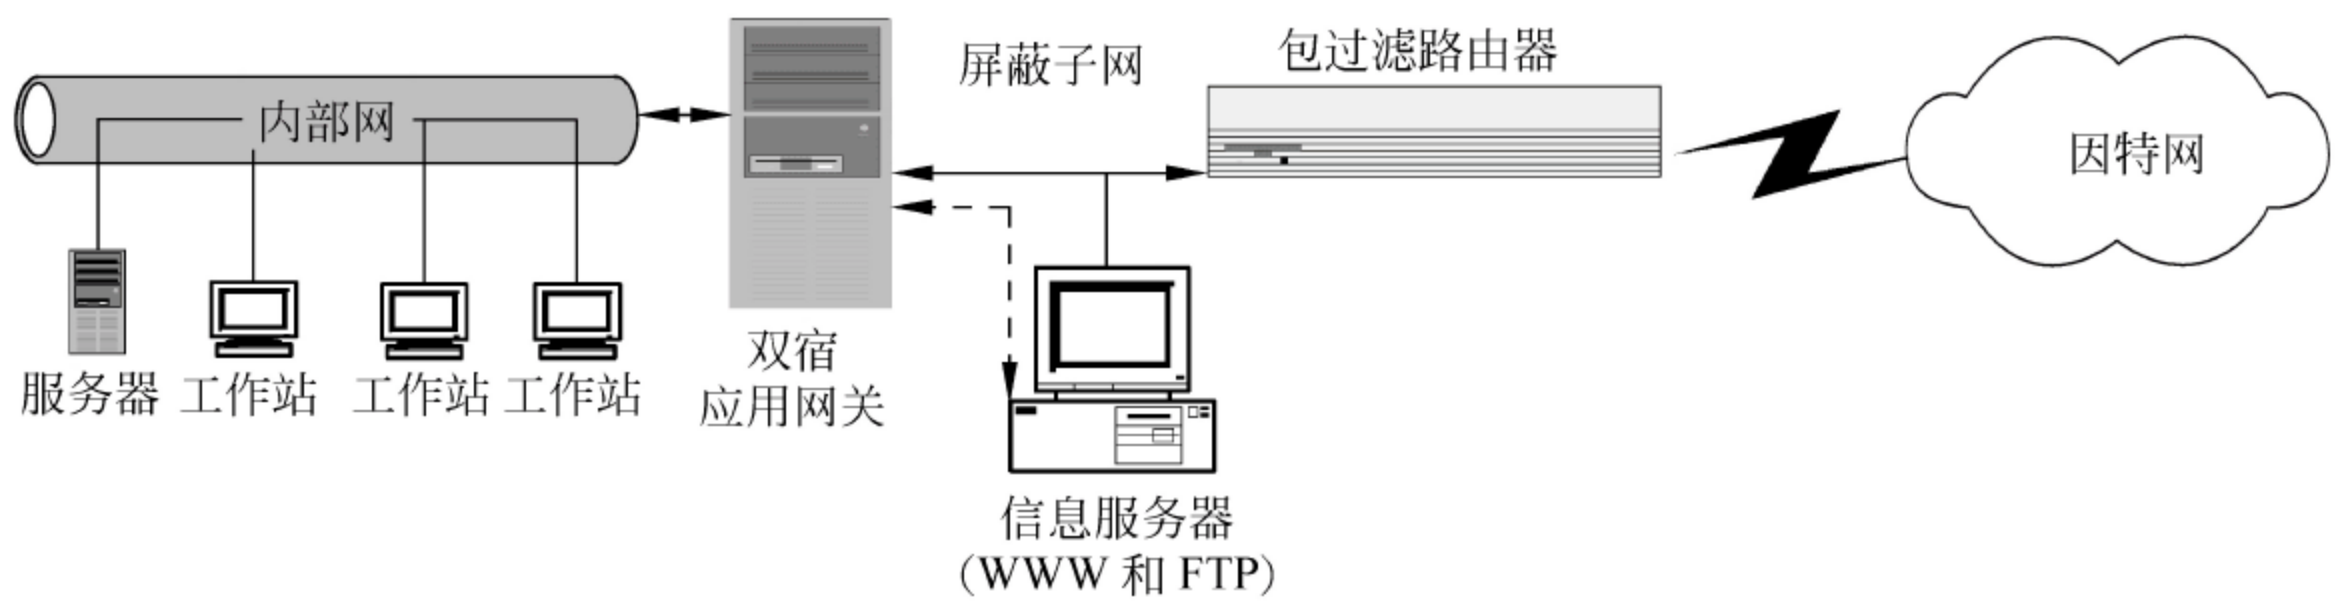 屏蔽子网
包过滤路由器
内部网
因特网
服务器
工作站
工作站
工作站
双宿
应用网关
信息服务器
(WWW 和 FTP)